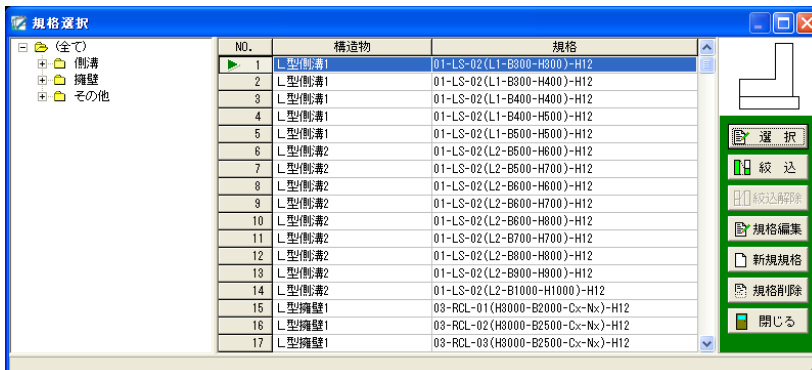 規格選択
(全て)
側溝
擁壁
その他
NO. 構造物 規格
1 L型側溝1 01-LS-02(L1-B300-H300)-H12
2 L型側溝1 01-LS-02(L1-B300-H400)-H12
3 L型側溝1 01-LS-02(L1-B400-H400)-H12
4 L型側溝1 01-LS-02(L1-B400-H500)-H12
5 L型側溝1 01-LS-02(L1-B500-H500)-H12
6 L型側溝2 01-LS-02(L2-B500-H600)-H12
7 L型側溝2 01-LS-02(L2-B500-H700)-H12
8 L型側溝2 01-LS-02(L2-B600-H600)-H12
9 L型側溝2 01-LS-02(L2-B600-H700)-H12
10 L型側溝2 01-LS-02(L2-B600-H800)-H12
11 L型側溝2 01-LS-02(L2-B700-H700)-H12
12 L型側溝2 01-LS-02(L2-B800-H800)-H12
13 L型側溝2 01-LS-02(L2-B900-H900)-H12
14 L型側溝2 01-LS-02(L2-B1000-H1000)-H12
15 L型擁壁1 03-RCL-01(H3000-B2000-Cx-Nx)-H12
16 L型擁壁1 03-RCL-02(H3000-B2500-Cx-Nx)-H12
17 L型擁壁1 03-RCL-03(H3000-B2500-Cx-Nx)-H12
選 択
絞 込
絞込解除
規格編集
新規規格
規格削除
閉じる